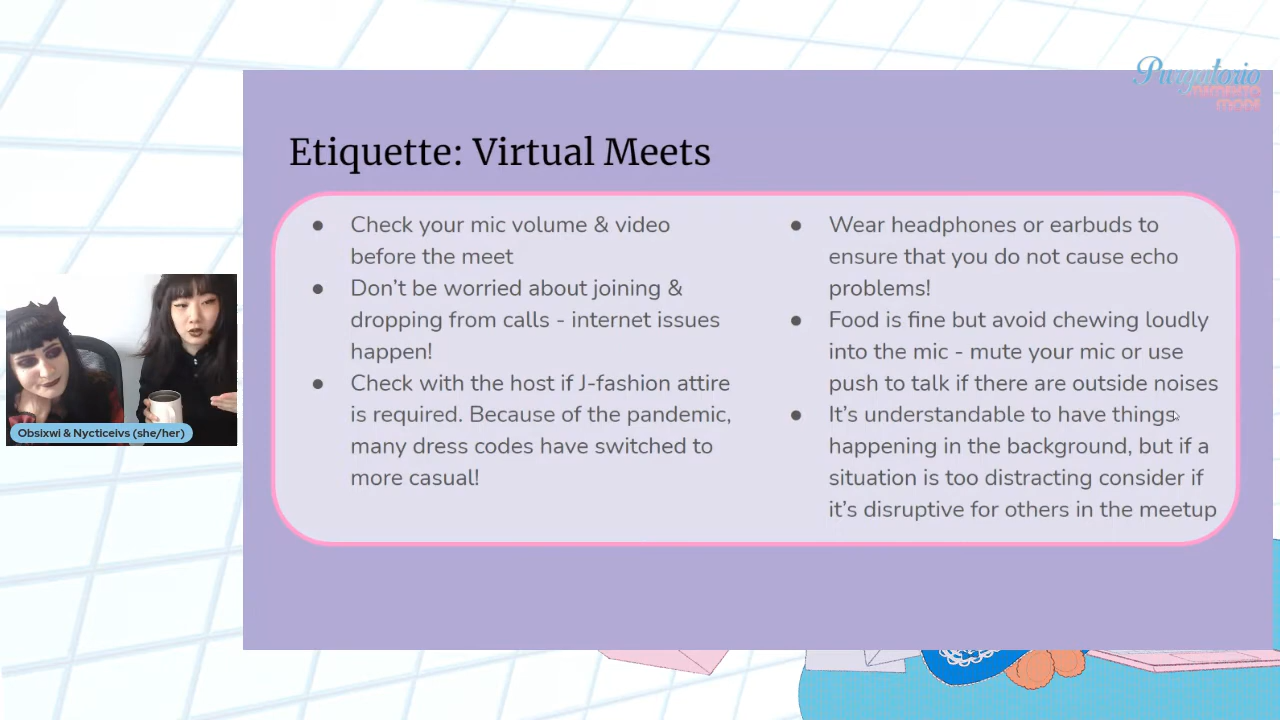 Purgatorio
MEMENTO
MORI
Etiquette: Virtual Meets
● Check your mic volume & video
before the meet
● Don’t be worried about joining &
dropping from calls - internet issues
happen!
● Check with the host if J-fashion attire
is required. Because of the pandemic,
many dress codes have switched to
more casual!
● Wear headphones or earbuds to
ensure that you do not cause echo
problems!
● Food is fine but avoid chewing loudly
into the mic - mute your mic or use
push to talk if there are outside noises
● It’s understandable to have things
happening in the background, but if a
situation is too distracting consider if
it’s disruptive for others in the meetup
Obsixwi & Nycticeivs (she/her)